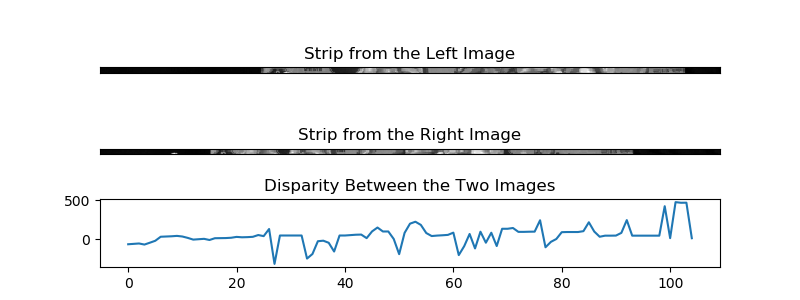 Strip from the Left Image
Strip from the Right Image
Disparity Between the Two Images
500
0
0 20 40 60 80 100